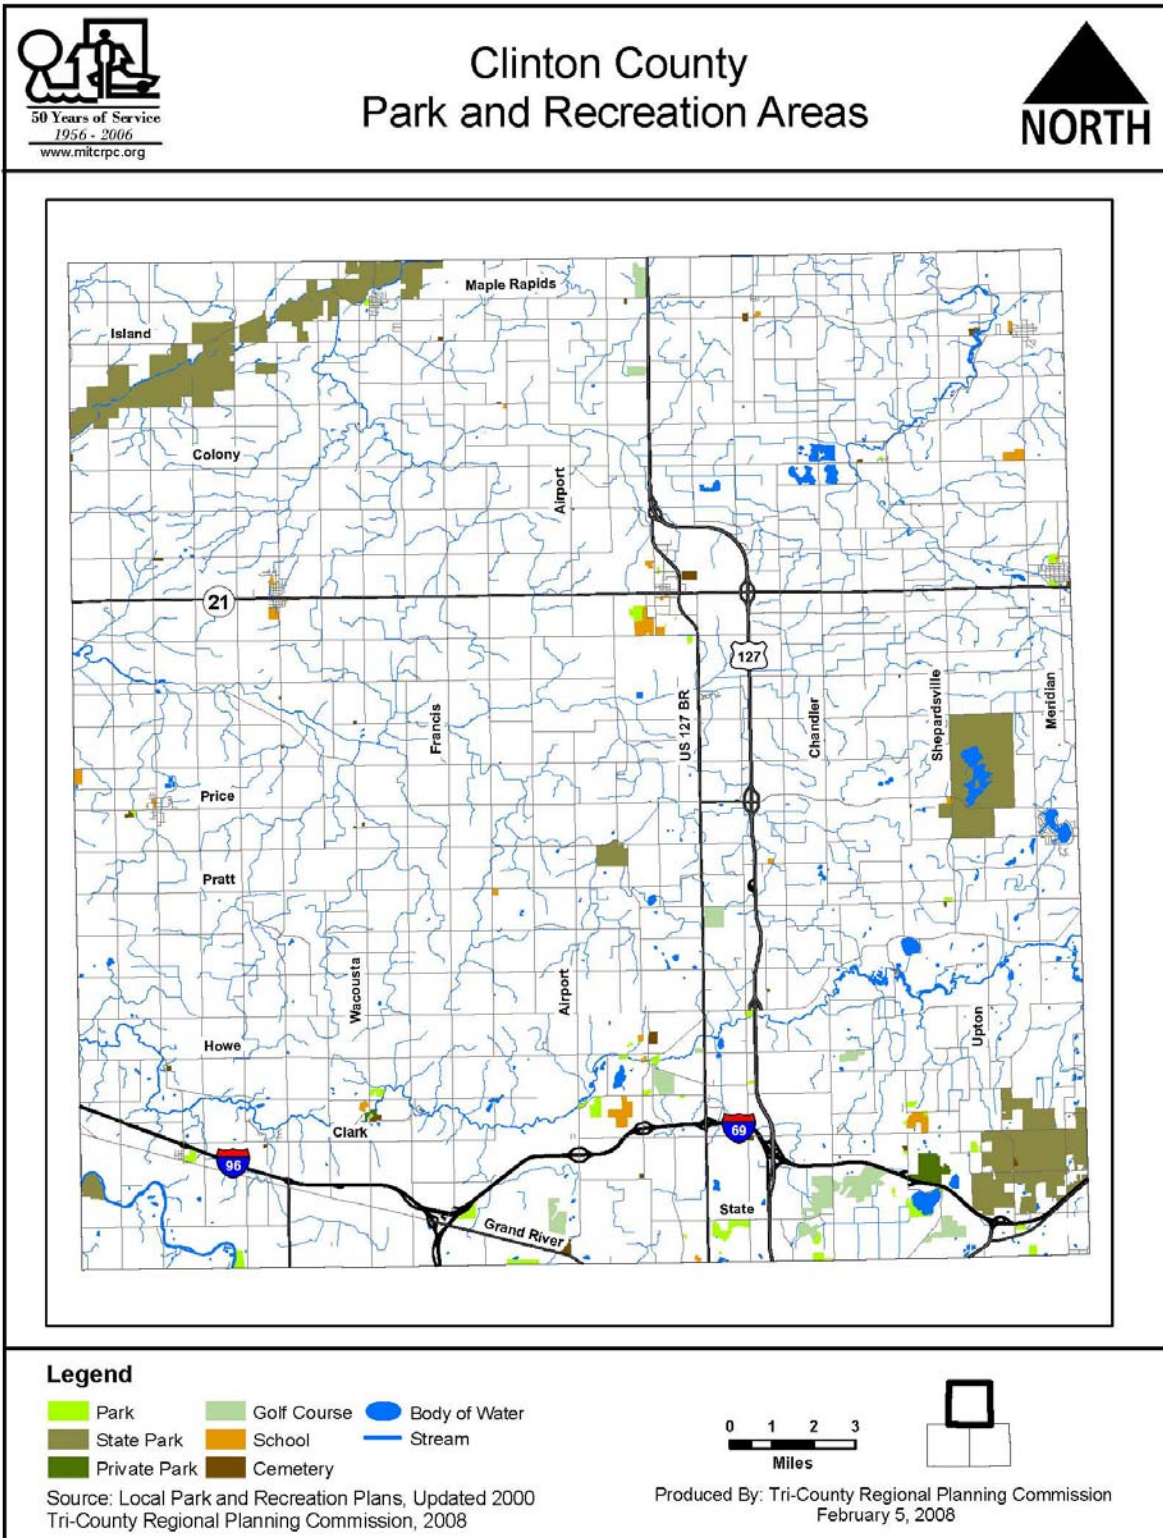 50 Years of Service
1956 - 2006
www.mitcrpc.org
Clinton County
Park and Recreation Areas
NORTH
Maple Rapids
Island
Colony
Airport
21
127
Francis
US 127 BR
Chandler
Shepardsville
Meridian
Price
Pratt
Wacousta
Airport
Upton
Howe
Clark
69
96
State
Grand River
Legend
Park
State Park
Private Park
Golf Course
School
Cemetery
Body of Water
Stream
0 1 2 3
Miles
Source: Local Park and Recreation Plans, Updated 2000
Tri-County Regional Planning Commission, 2008
Produced By: Tri-County Regional Planning Commission
February 5, 2008